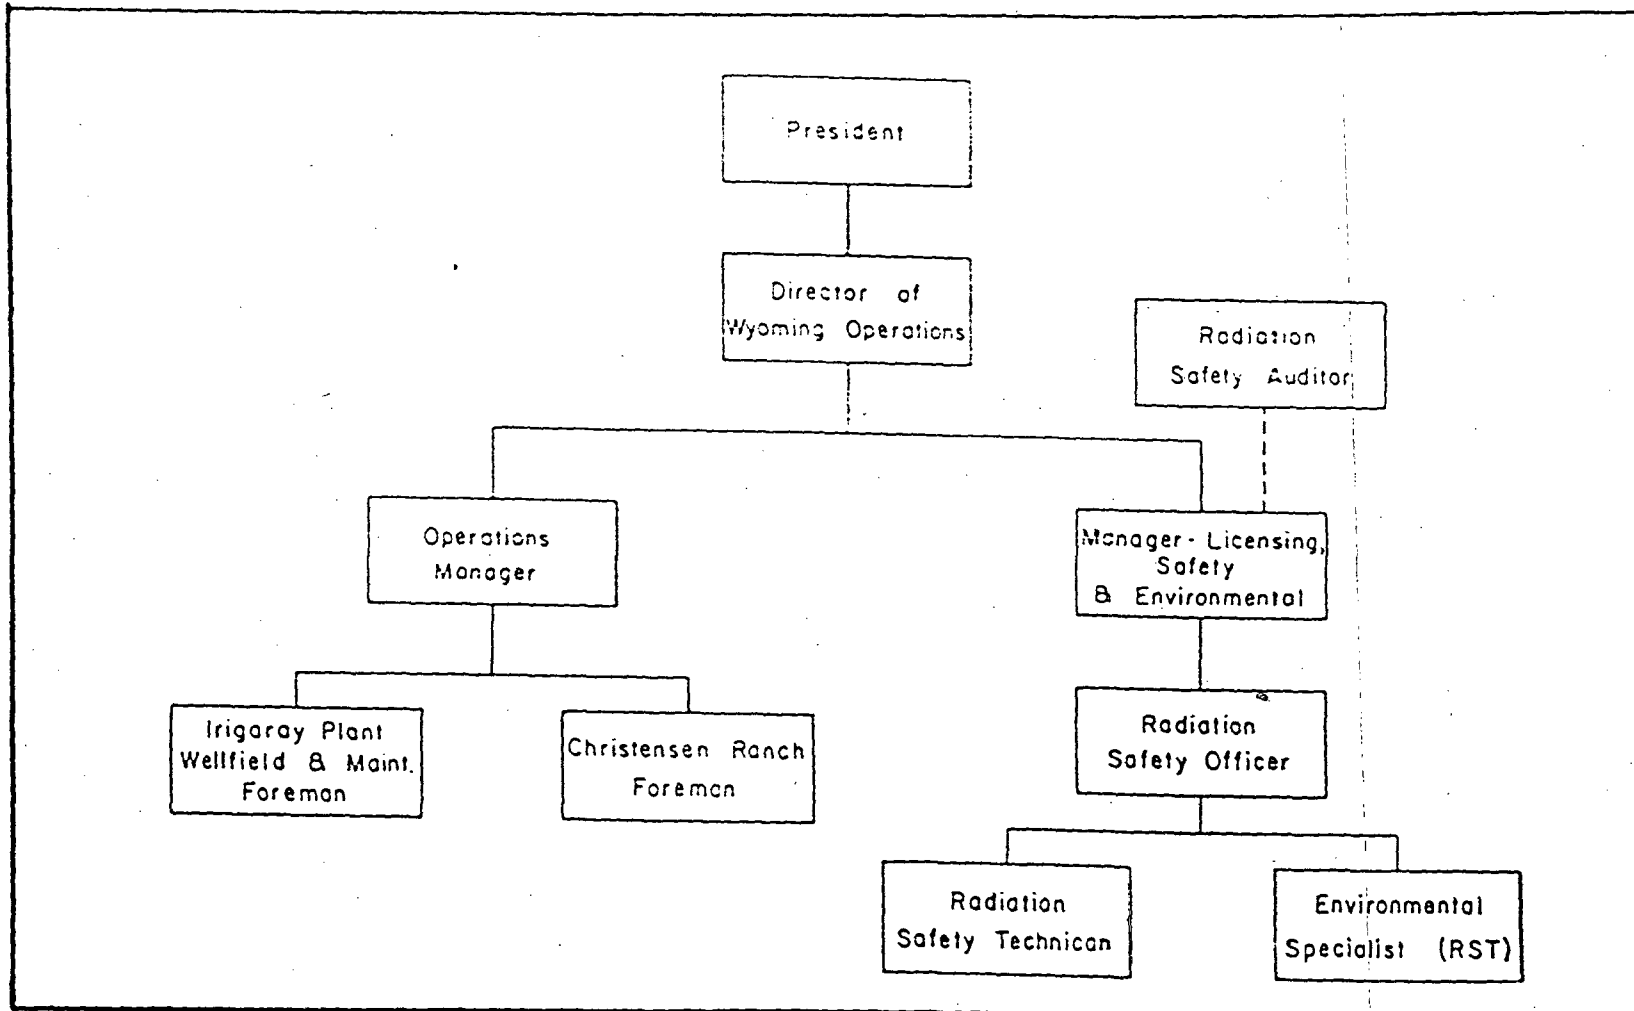 President
Director of
Wyoming Operations
Radiation
Safety Auditor
Operations
Manager
Manager - Licensing,
Safety
& Environmental
Irigaray Plant
Wellfield & Maint.
Foreman
Christensen Ranch
Foreman
Radiation
Safety Officer
Radiation
Safety Technican
Environmental
Specialist (RST)